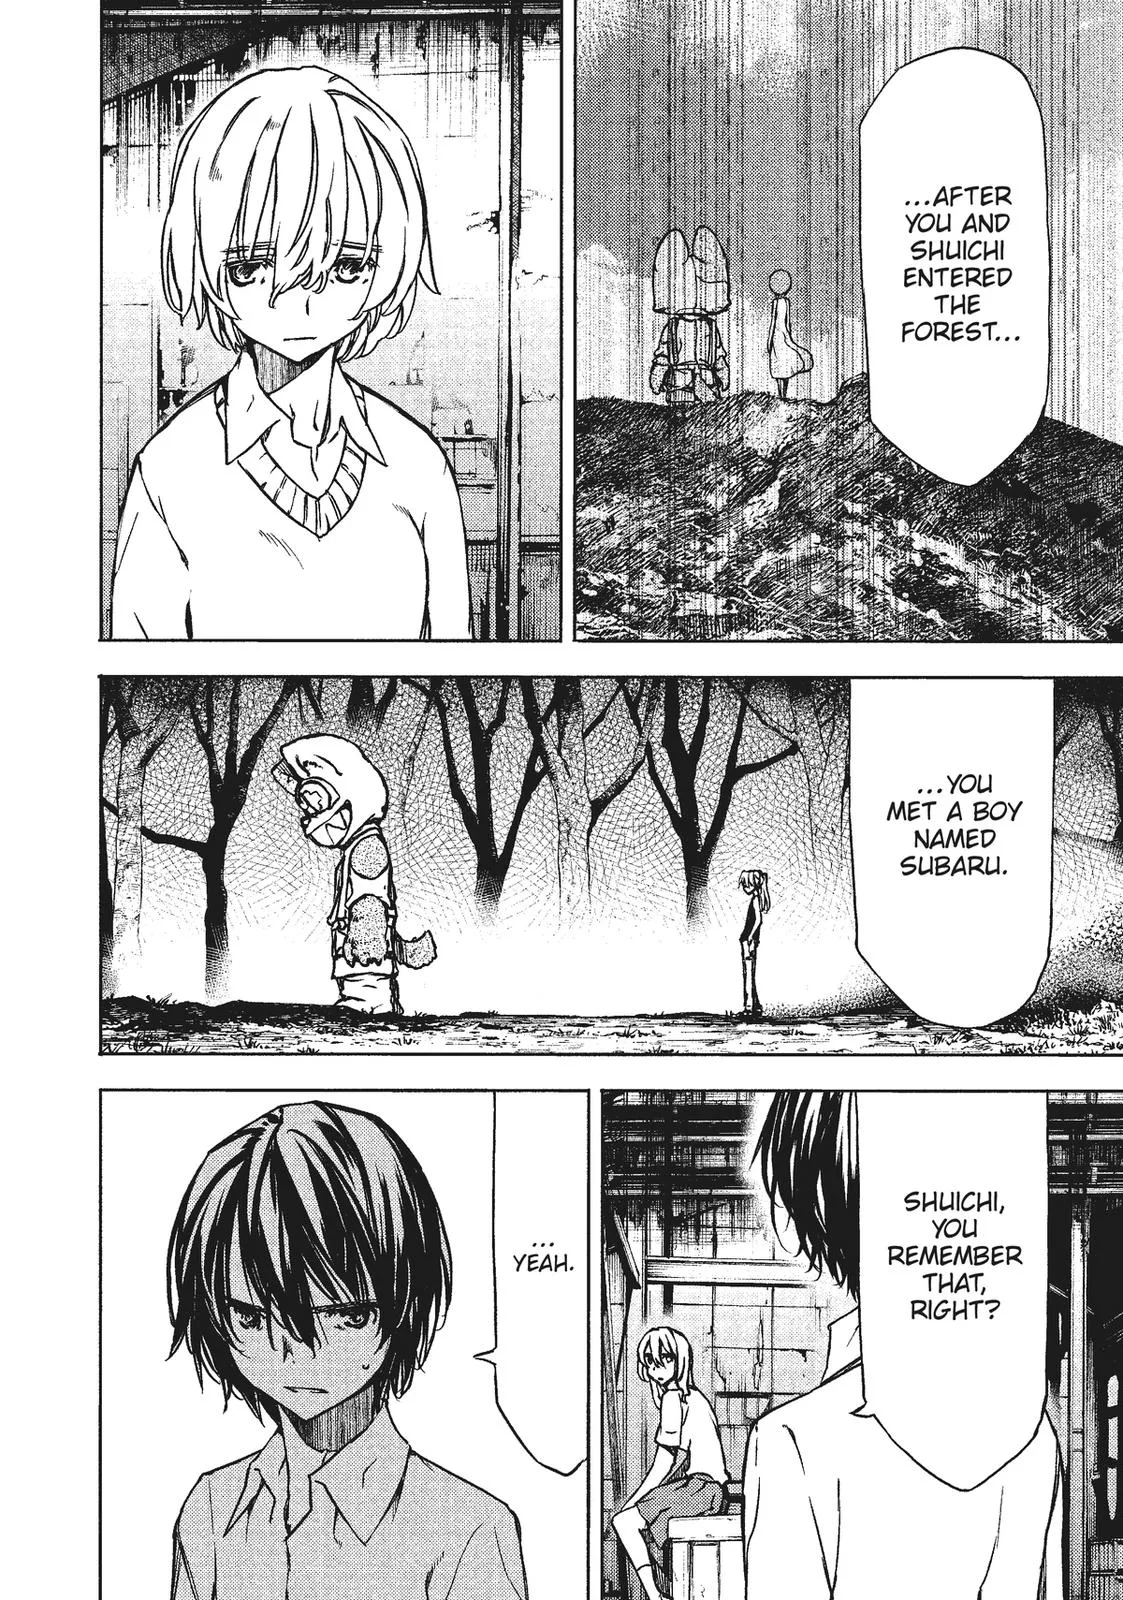 ...AFTER
YOU AND
SHUICHI
ENTERED
THE
FOREST...
...YOU
MET A BOY
NAMED
SUBARU.
SHUICHI,
YOU
REMEMBER
THAT,
RIGHT?
...
YEAH.